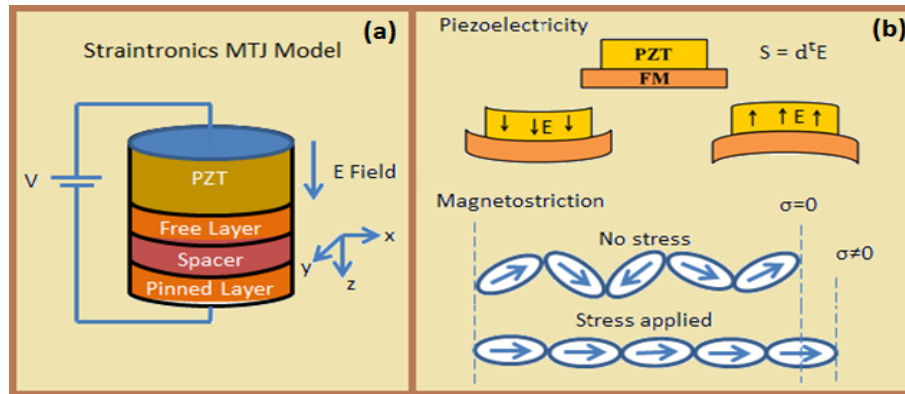 Straintronics MTJ Model
(a)
V
PZT
E Field
Free Layer
Spacer
Pinned Layer
x
y
z
Piezoelectricity
(b)
PZT
FM
S = dᵗE
↓ ↓E ↓
↑ ↑E ↑
Magnetostriction
σ=0
No stress
σ≠0
Stress applied